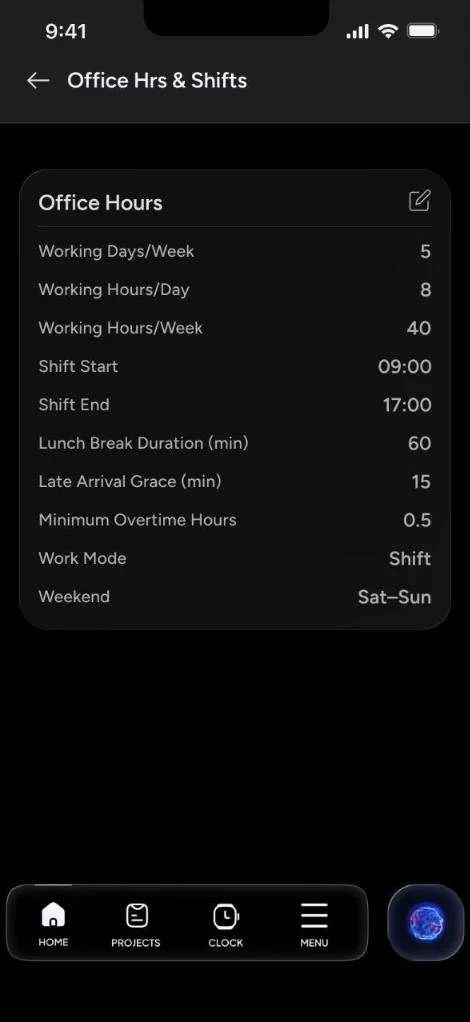 9:41
Office Hrs & Shifts
Office Hours
Working Days/Week 5
Working Hours/Day 8
Working Hours/Week 40
Shift Start 09:00
Shift End 17:00
Lunch Break Duration (min) 60
Late Arrival Grace (min) 15
Minimum Overtime Hours 0.5
Work Mode Shift
Weekend Sat–Sun
HOME PROJECTS CLOCK MENU